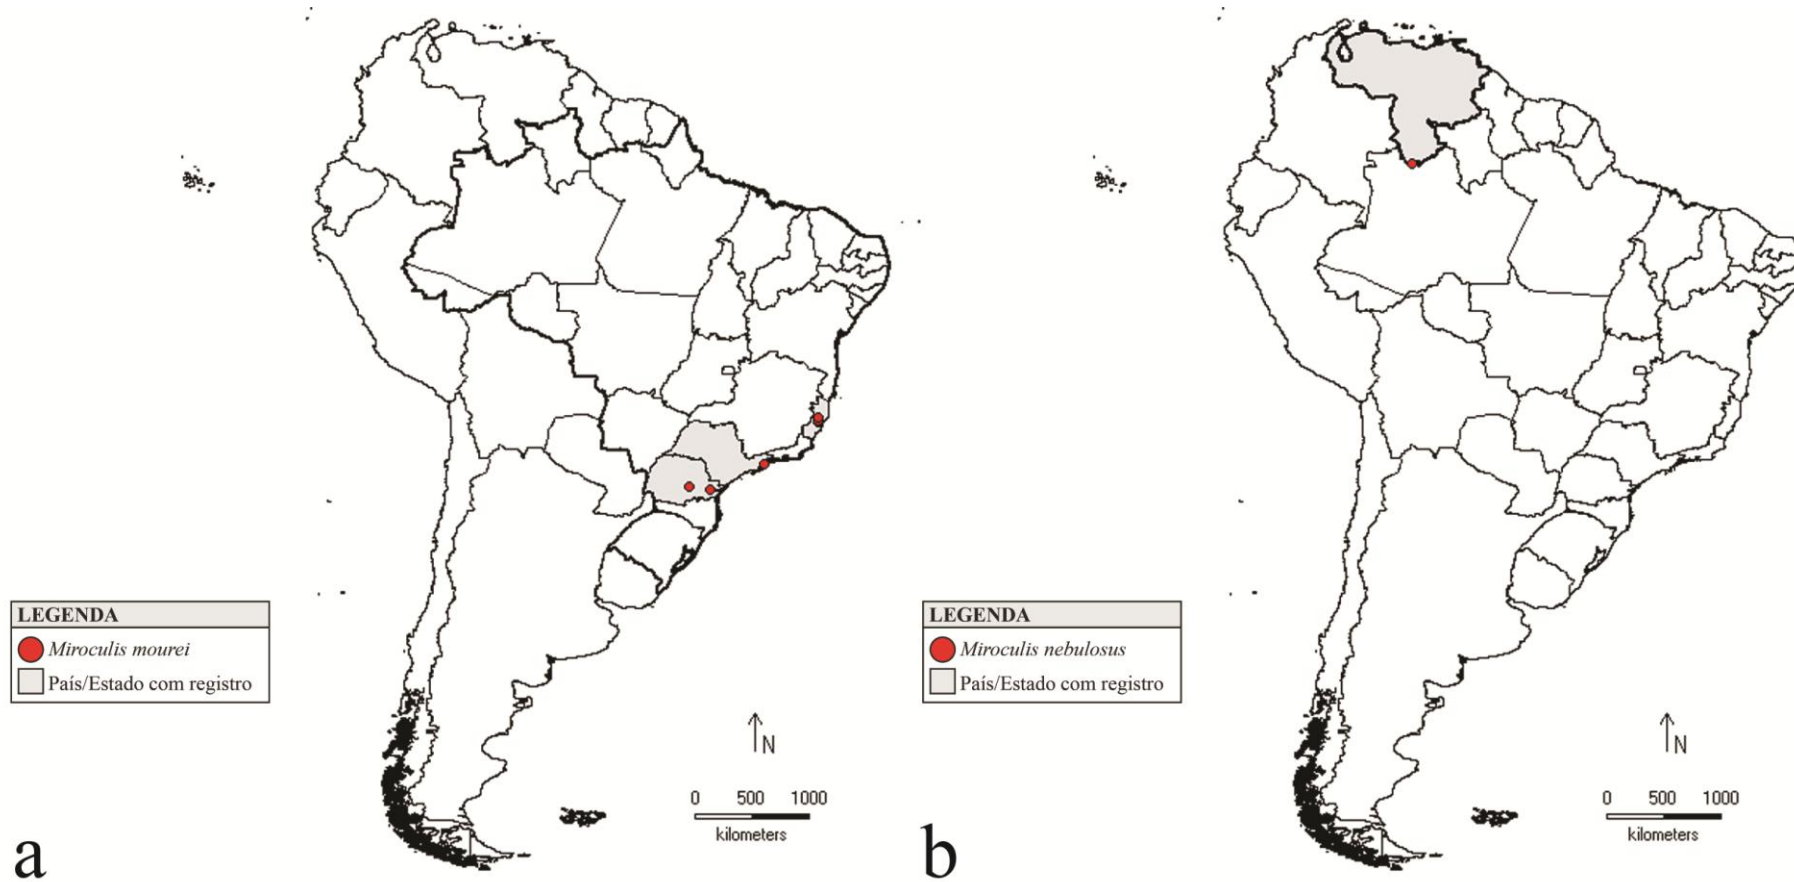 LEGENDA
Miroculis mourei
País/Estado com registro
N
0 500 1000
kilometers
a
LEGENDA
Miroculis nebulosus
País/Estado com registro
N
0 500 1000
kilometers
b